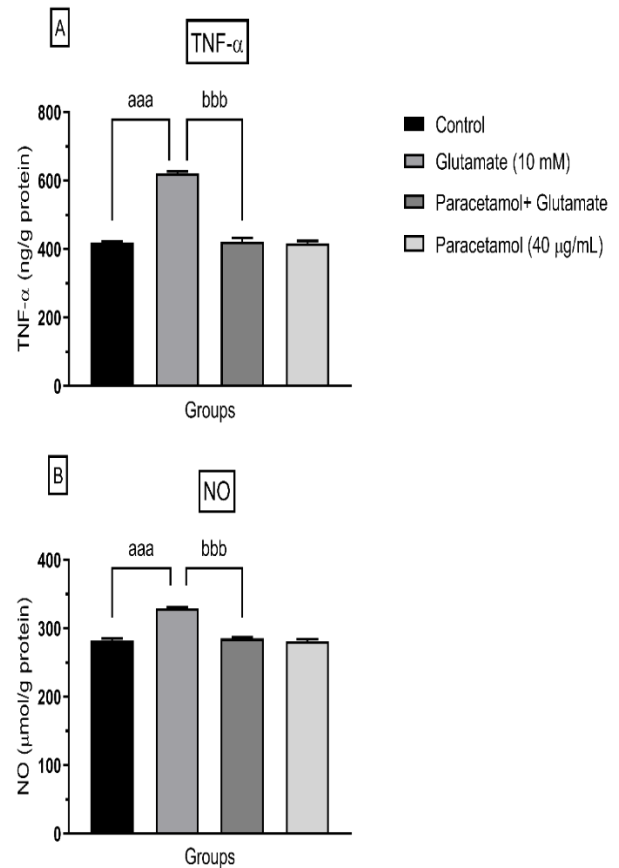 A
TNF-α
aaa
bbb
800
600
400
200
0
TNF-α (ng/g protein)
Groups
Control
Glutamate (10 mM)
Paracetamol+ Glutamate
Paracetamol (40 µg/mL)
B
NO
aaa
bbb
400
300
200
100
0
NO (µmol/g protein)
Groups